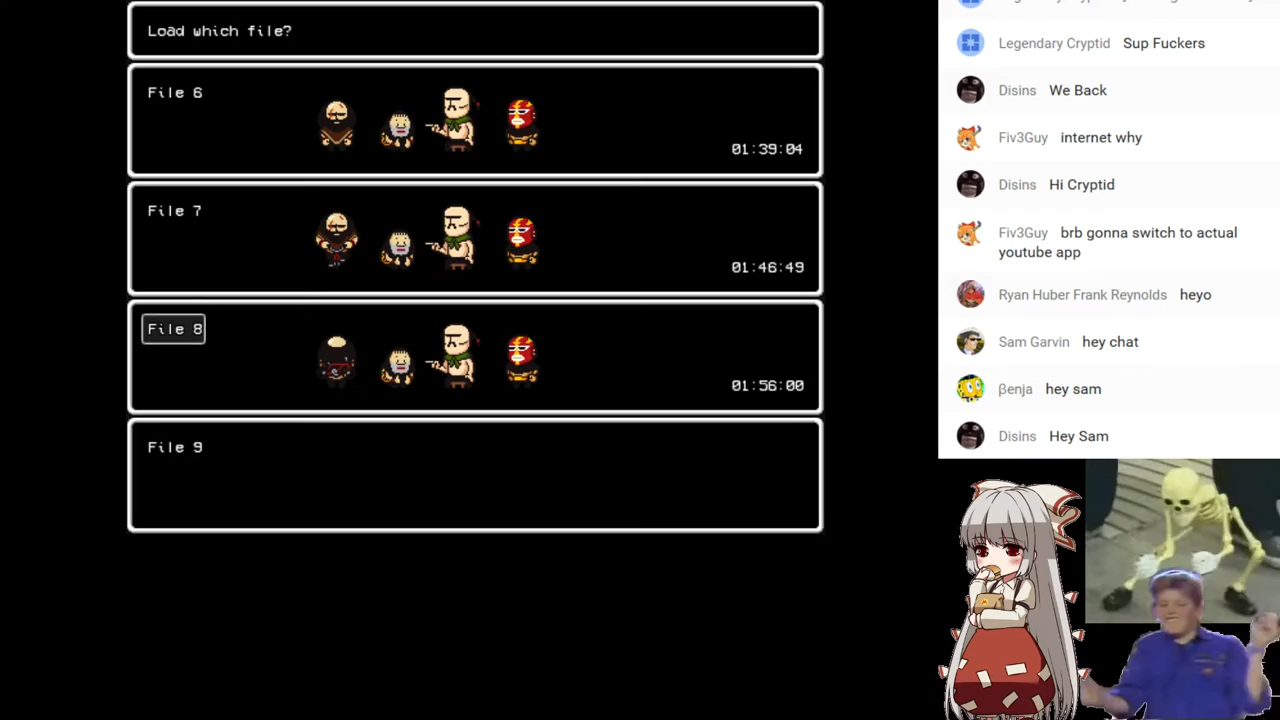 Load which file?
File 6
01:39:04
File 7
01:46:49
File 8
01:56:00
File 9
Legendary Cryptid Sup Fuckers
Disins We Back
Fiv3Guy internet why
Disins Hi Cryptid
Fiv3Guy brb gonna switch to actual
youtube app
Ryan Huber Frank Reynolds heyo
Sam Garvin hey chat
βenja hey sam
Disins Hey Sam